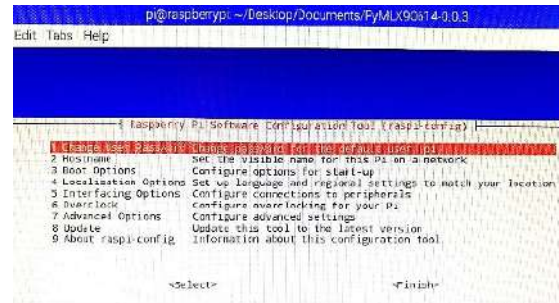 pi@raspberrypi: ~/Desktop/Documents/PyMLX90614-0.0.3
Edit Tabs Help
Raspberry Pi Software Configuration Tool (raspi-config)
1 Change User Password Change password for the default user (pi)
2 Hostname Set the visible name for this Pi on a network
3 Boot Options Configure options for start-up
4 Localisation Options Set up language and regional settings to match your location
5 Interfacing Options Configure connections to peripherals
6 Overclock Configure overclocking for your Pi
7 Advanced Options Configure advanced settings
8 Update Update this tool to the latest version
9 About raspi-config Information about this configuration tool
<Select> <Finish>